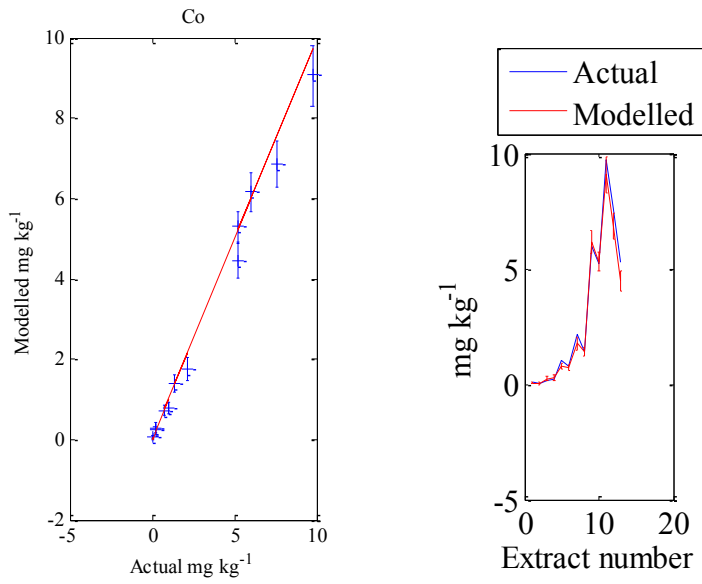 Co
10
8
6
4
2
0
-2
-5
0
5
10
Modelled mg kg-1
Actual mg kg-1
Actual
Modelled
10
5
0
-5
0
10
20
mg kg-1
Extract number